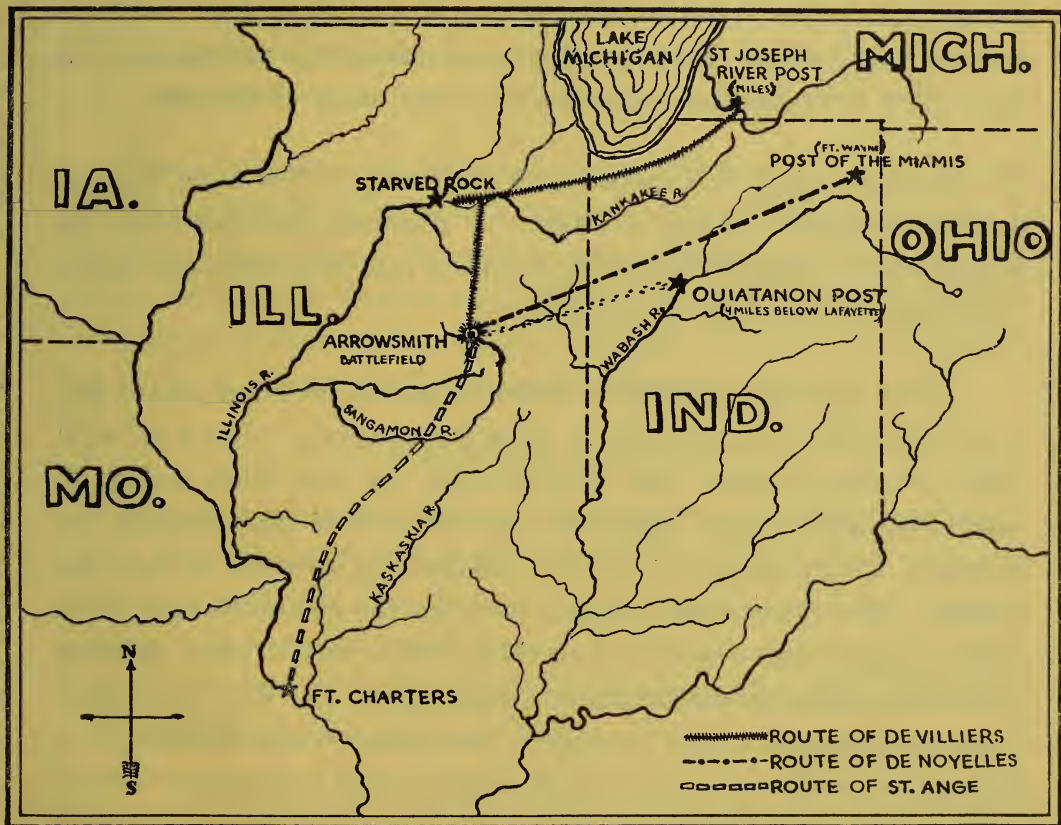 LAKE
MICHIGAN
MICH.
ST JOSEPH
RIVER POST
(NILES)
(FT. WAYNE)
POST OF THE MIAMIS
IA.
STARVED ROCK
KANKAKEE R.
OHIO
ILL.
OUIATANON POST
(4 MILES BELOW LAFAYETTE)
ARROWSMITH
BATTLEFIELD
WABASH R.
ILLINOIS R.
SANGAMON R.
IND.
MO.
KASKASKIA R.
N
S
FT. CHARTERS
ROUTE OF DE VILLIERS
ROUTE OF DE NOYELLES
ROUTE OF ST. ANGE